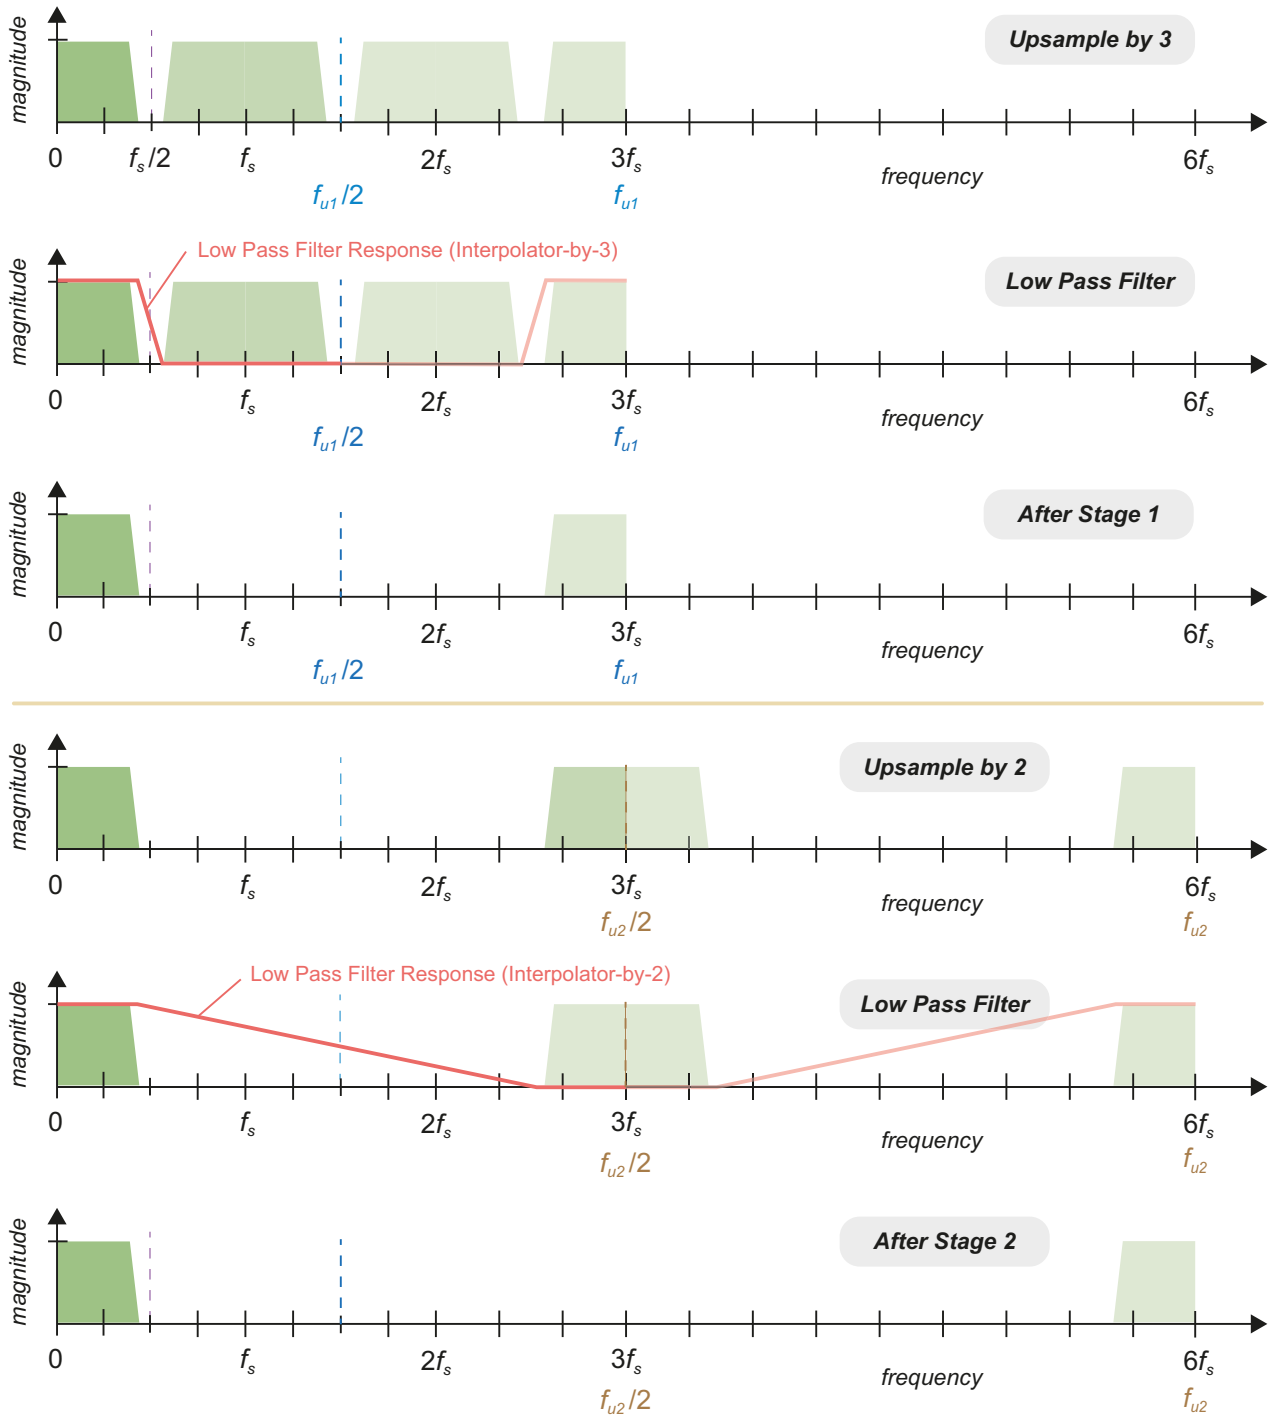 magnitude
Upsample by 3
0 fs/2 fs 2fs 3fs 6fs
frequency
fu1/2 fu1
Low Pass Filter Response (Interpolator-by-3)
magnitude
Low Pass Filter
0 fs 2fs 3fs 6fs
frequency
fu1/2 fu1
magnitude
After Stage 1
0 fs 2fs 3fs 6fs
frequency
fu1/2 fu1
magnitude
Upsample by 2
0 fs 2fs 3fs 6fs
frequency
fu2/2 fu2
Low Pass Filter Response (Interpolator-by-2)
magnitude
Low Pass Filter
0 fs 2fs 3fs 6fs
frequency
fu2/2 fu2
magnitude
After Stage 2
0 fs 2fs 3fs 6fs
frequency
fu2/2 fu2